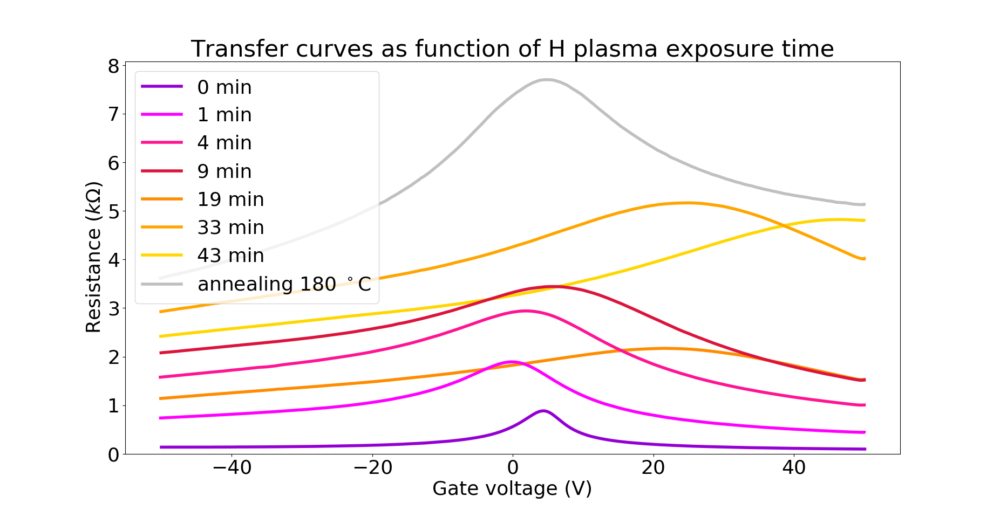 Transfer curves as function of H plasma exposure time
8
7
6
5
4
3
2
1
0
Resistance (kΩ)
0 min
1 min
4 min
9 min
19 min
33 min
43 min
annealing 180 °C
−40
−20
0
20
40
Gate voltage (V)